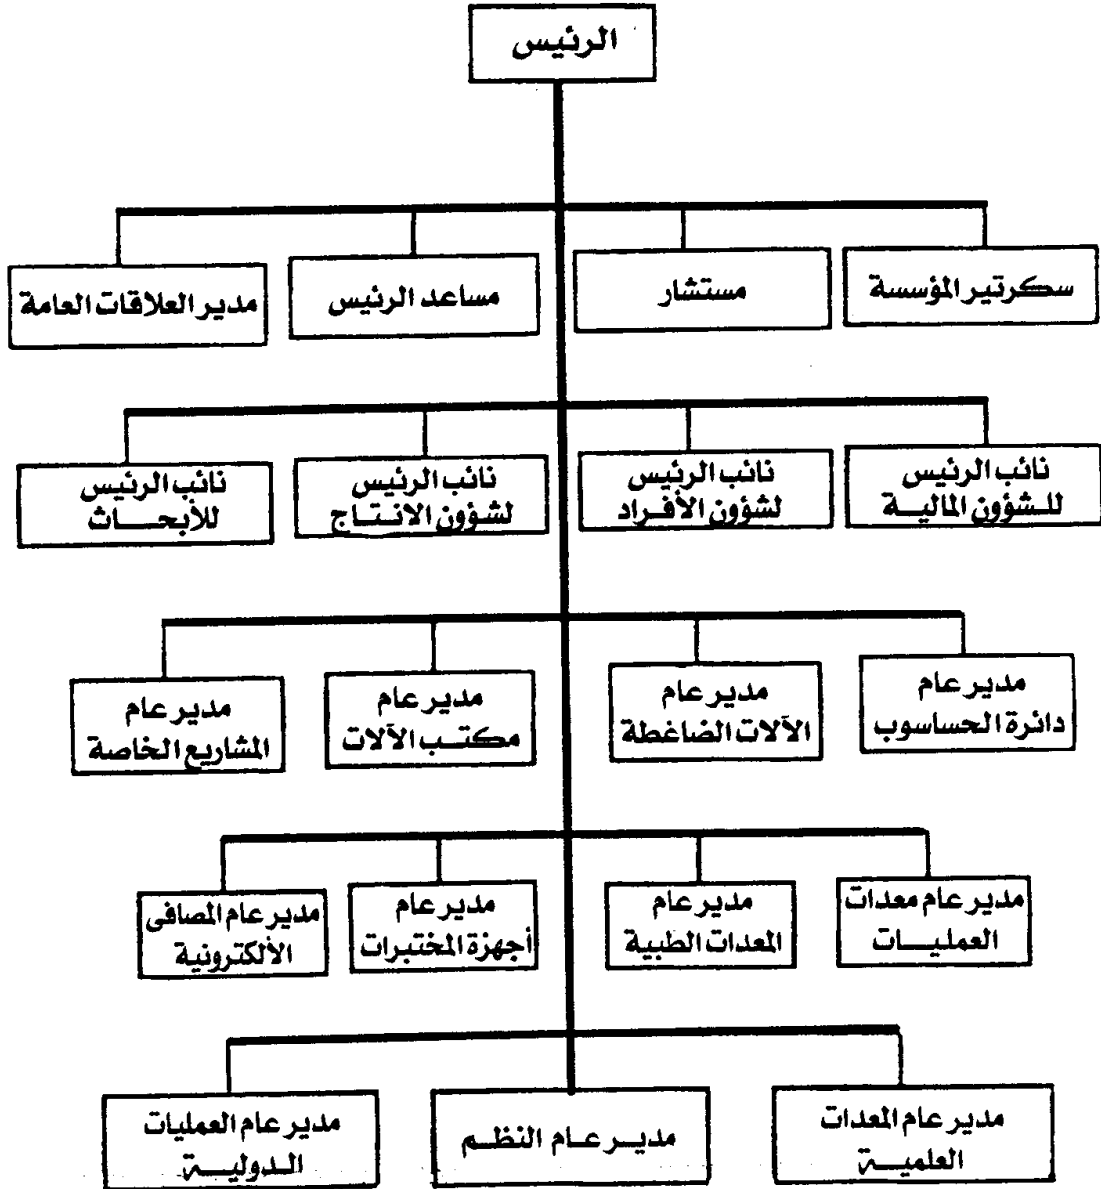 الرئيس
سكرتير المؤسسة
مستشار
مساعد الرئيس
مدير العلاقات العامة
نائب الرئيس
للشؤون المالية
نائب الرئيس
لشؤون الأفراد
نائب الرئيس
لشؤون الانتاج
نائب الرئيس
للأبحاث
مدير عام
دائرة الحساسوب
مدير عام
الآلات الضاغطة
مدير عام
مكتب الآلات
مدير عام
المشاريع الخاصة
مدير عام معدات
العمليات
مدير عام
المعدات الطبية
مدير عام
أجهزة المختبرات
مدير عام المصافى
الألكترونية
مدير عام المعدات
العلمية
مدير عام النظم
مدير عام العمليات
الدولية